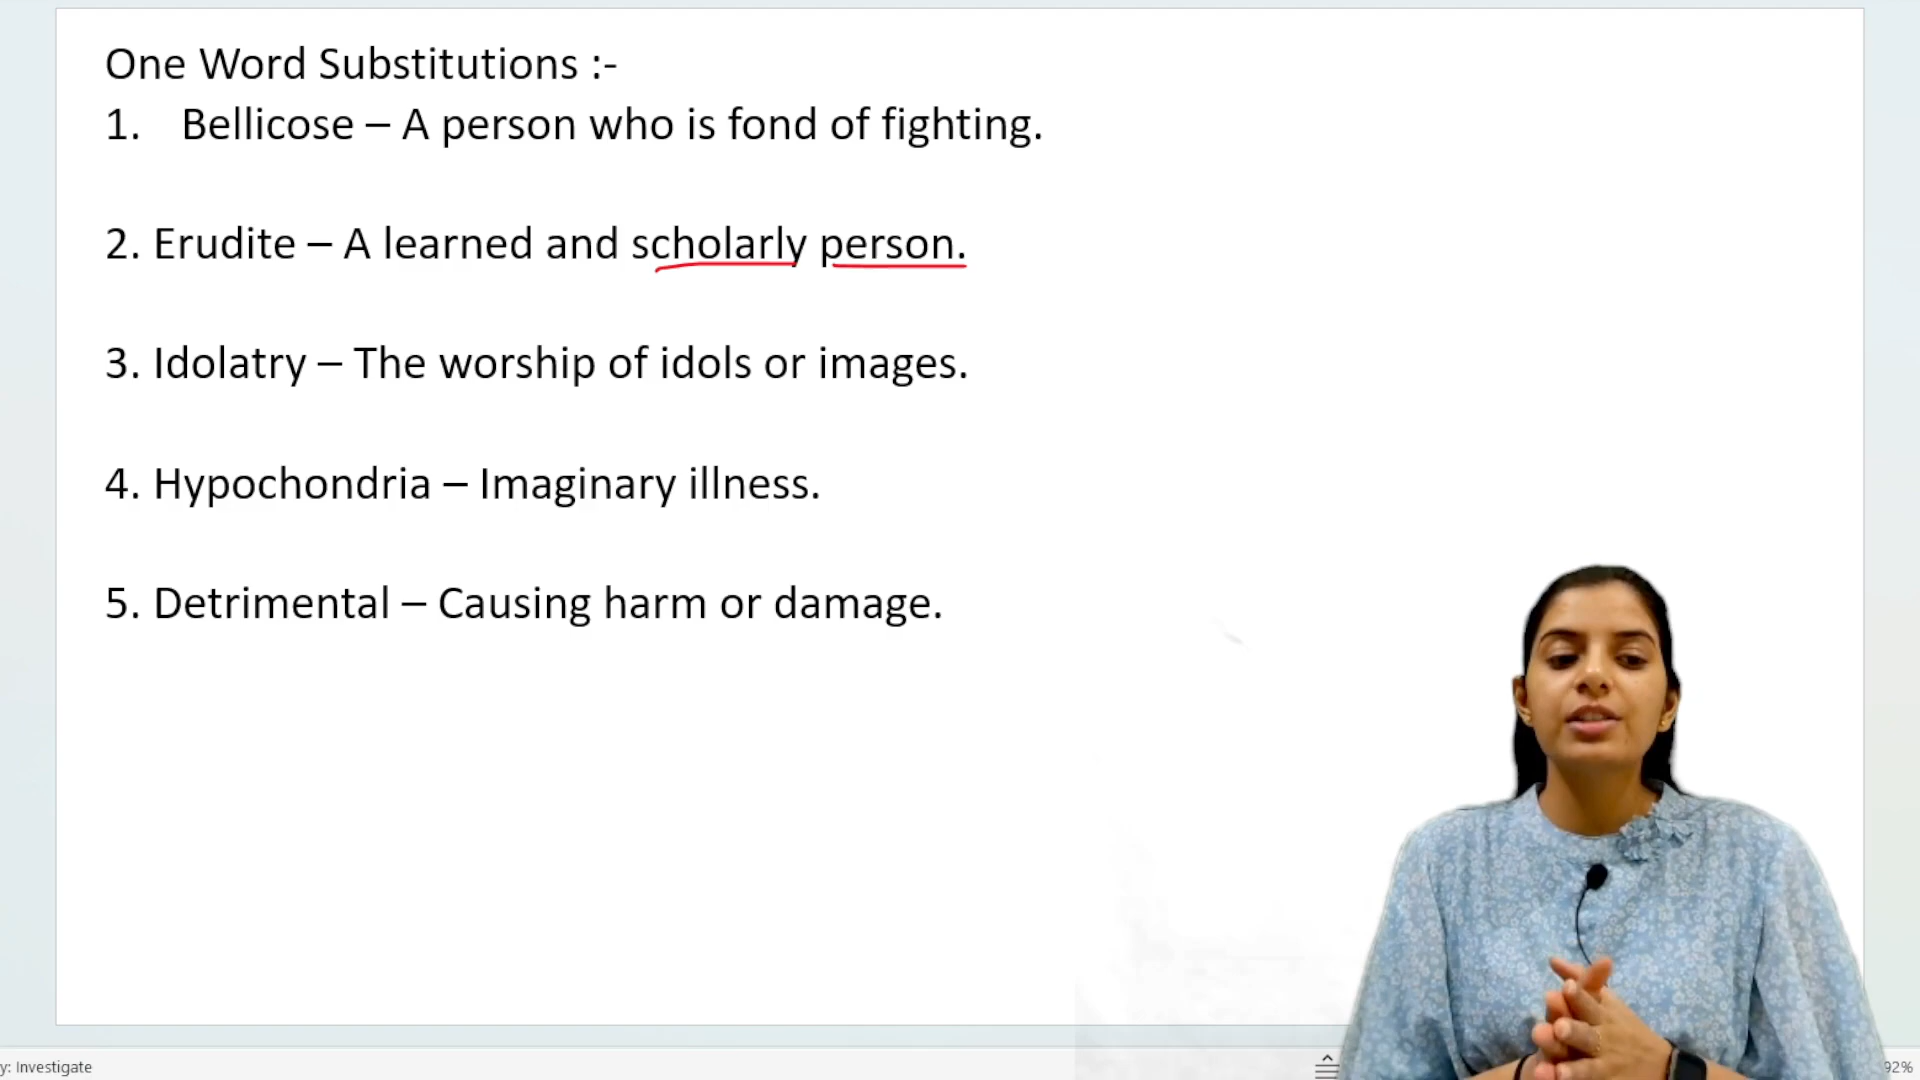 One Word Substitutions :-
1. Bellicose – A person who is fond of fighting.
2. Erudite – A learned and scholarly person.
3. Idolatry – The worship of idols or images.
4. Hypochondria – Imaginary illness.
5. Detrimental – Causing harm or damage.
y: Investigate
92%